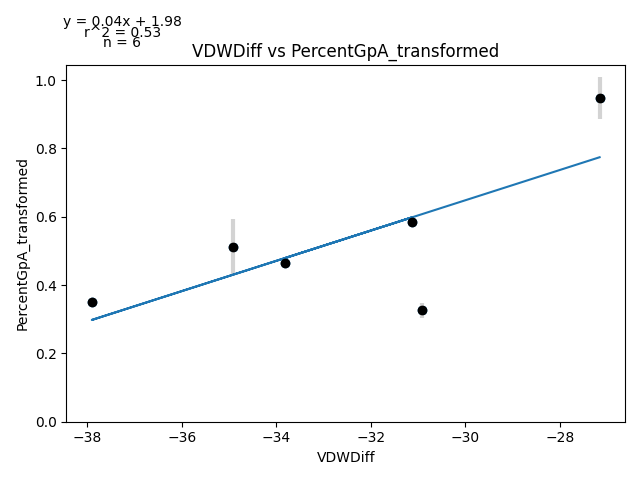 y = 0.04x + 1.98
r^2 = 0.53
n = 6
VDWDiff vs PercentGpA_transformed
PercentGpA_transformed
1.0
0.8
0.6
0.4
0.2
0.0
−38
−36
−34
−32
−30
−28
VDWDiff